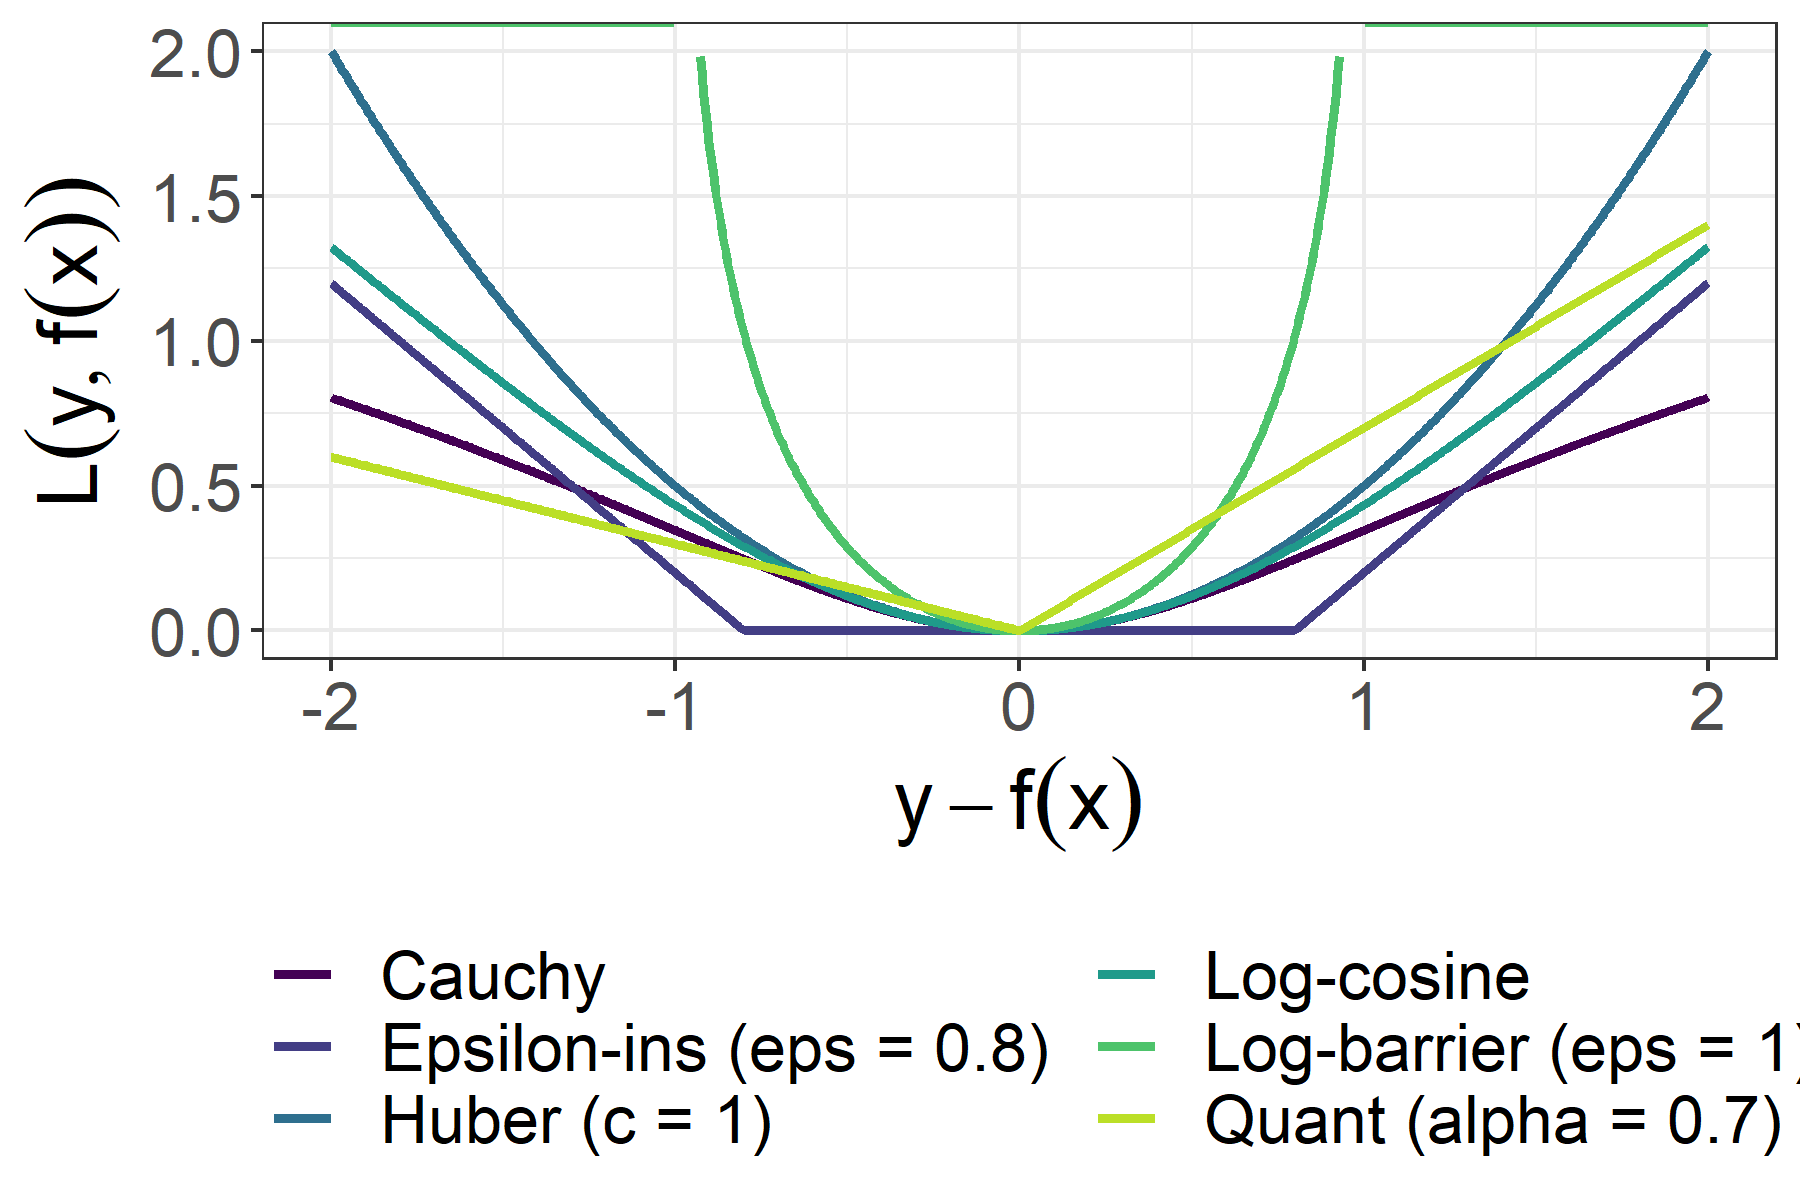 L(y, f(x))
2.0
1.5
1.0
0.5
0.0
-2 -1 0 1 2
y – f(x)
Cauchy
Epsilon-ins (eps = 0.8)
Huber (c = 1)
Log-cosine
Log-barrier (eps = 1)
Quant (alpha = 0.7)